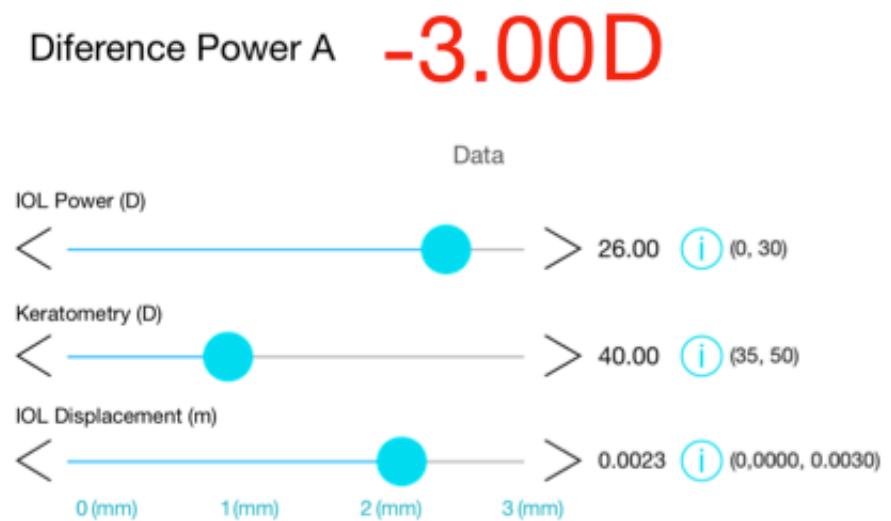 Diference Power A -3.00D
Data
IOL Power (D)
26.00 i (0, 30)
Keratometry (D)
40.00 i (35, 50)
IOL Displacement (m)
0.0023 i (0,0000, 0.0030)
0 (mm) 1 (mm) 2 (mm) 3 (mm)